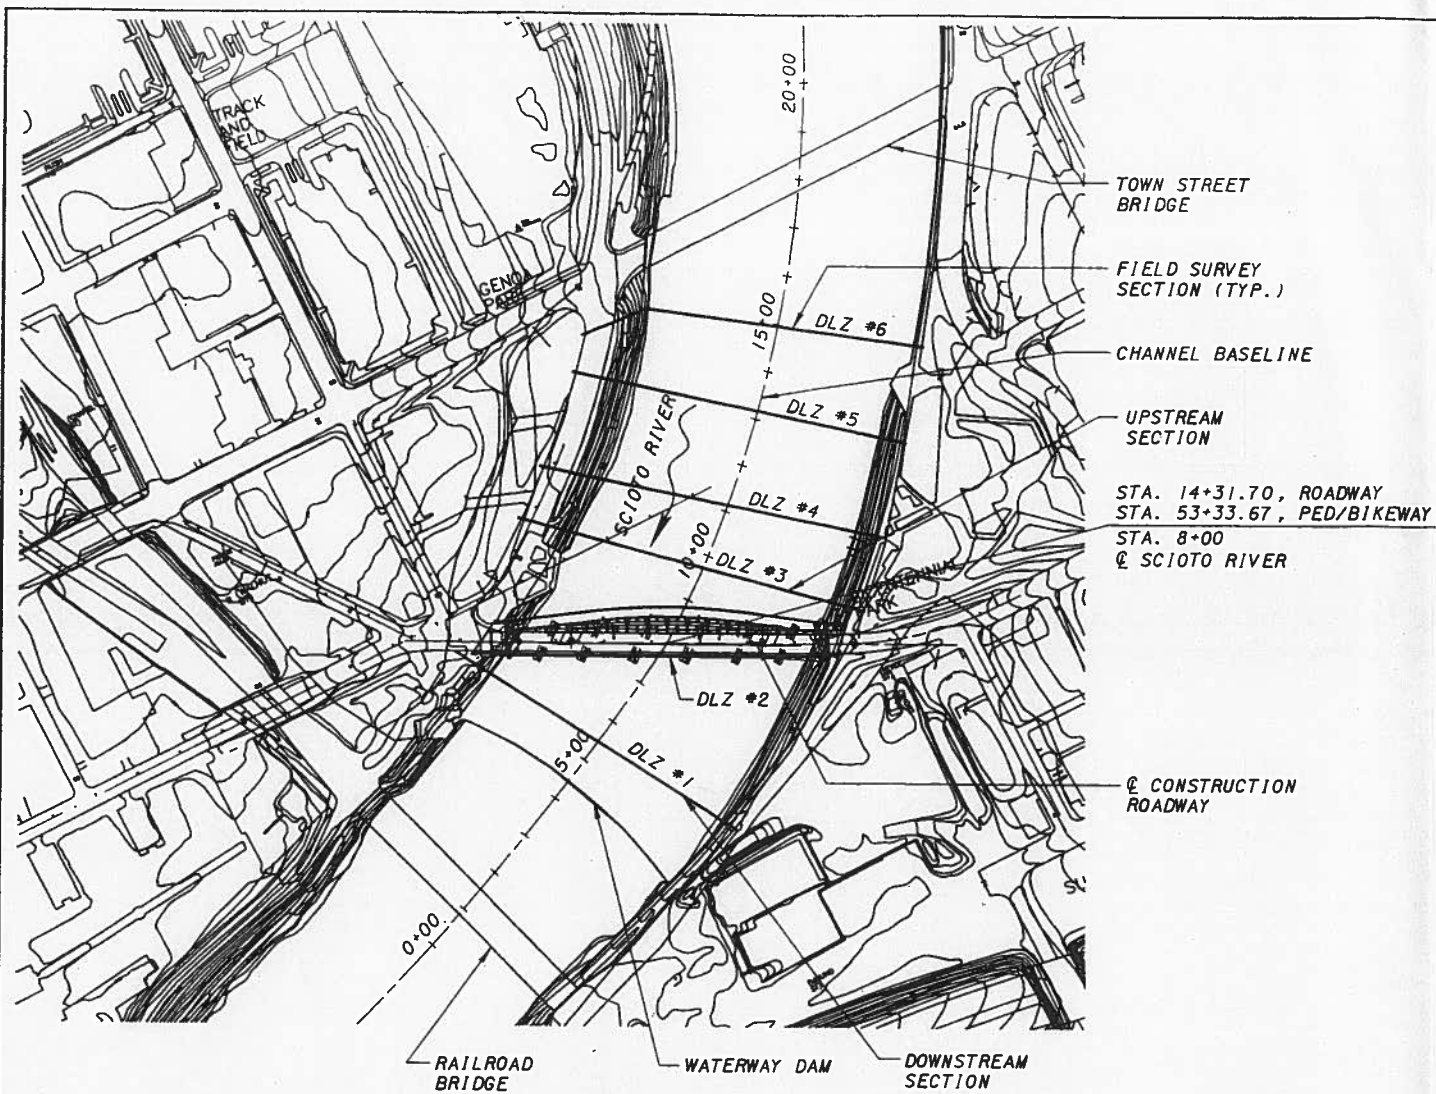 TRACK
AND
FIELD
20+00
TOWN STREET
BRIDGE
GENOA
PARK
FIELD SURVEY
SECTION (TYP.)
15+00
DLZ #6
CHANNEL BASELINE
DLZ #5
UPSTREAM
SECTION
SCIOTO RIVER
STA. 14+31.70, ROADWAY
STA. 53+33.67, PED/BIKEWAY
STA. 8+00
℄ SCIOTO RIVER
DLZ #4
10+00
DLZ #3
PARK
DLZ #2
5+00
DLZ #1
℄ CONSTRUCTION
ROADWAY
0+00
RAILROAD
BRIDGE
WATERWAY DAM
DOWNSTREAM
SECTION